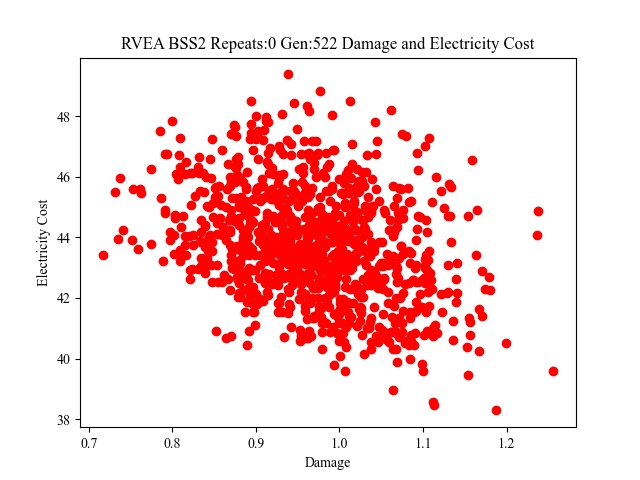 RVEA BSS2 Repeats:0 Gen:522 Damage and Electricity Cost
48
46
44
42
40
38
Electricity Cost
0.7 0.8 0.9 1.0 1.1 1.2
Damage